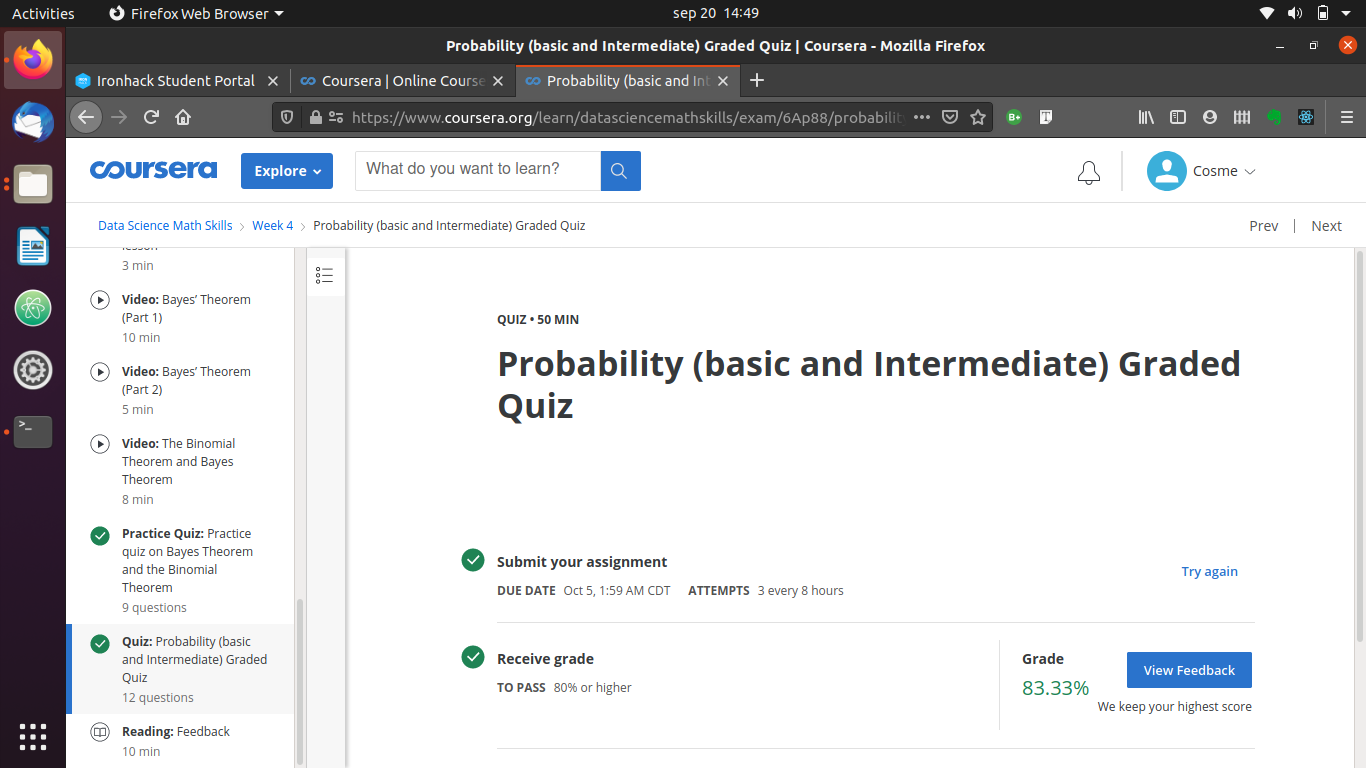 Activities
Firefox Web Browser
sep 20 14:49
Probability (basic and Intermediate) Graded Quiz | Coursera - Mozilla Firefox
Ironhack Student Portal
Coursera | Online Course
Probability (basic and Int
https://www.coursera.org/learn/datasciencemathskills/exam/6Ap88/probability
B+
T
coursera
Explore
What do you want to learn?
Cosme
Data Science Math Skills
Week 4
Probability (basic and Intermediate) Graded Quiz
Prev | Next
lesson
3 min
Video: Bayes’ Theorem
(Part 1)
10 min
Video: Bayes’ Theorem
(Part 2)
5 min
Video: The Binomial
Theorem and Bayes
Theorem
8 min
Practice Quiz: Practice
quiz on Bayes Theorem
and the Binomial
Theorem
9 questions
Quiz: Probability (basic
and Intermediate) Graded
Quiz
12 questions
Reading: Feedback
10 min
QUIZ • 50 MIN
Probability (basic and Intermediate) Graded
Quiz
Submit your assignment
DUE DATE Oct 5, 1:59 AM CDT ATTEMPTS 3 every 8 hours
Try again
Receive grade
TO PASS 80% or higher
Grade
83.33%
View Feedback
We keep your highest score